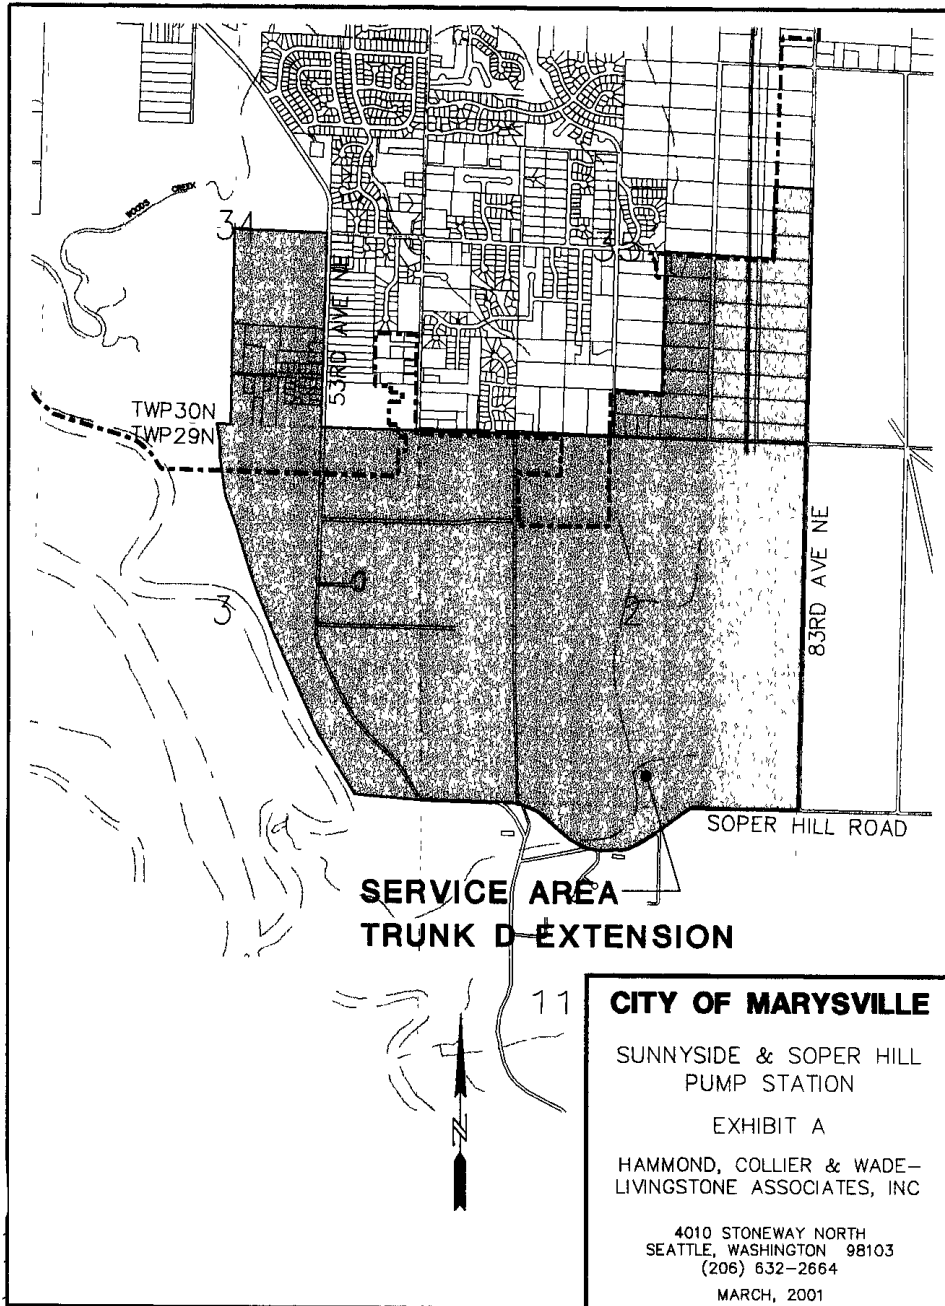 WOODS CREEK
34
35
53RD AVE NE
TWP30N
TWP29N
3
2
83RD AVE NE
SOPER HILL ROAD
SERVICE AREA
TRUNK D EXTENSION
11
N
CITY OF MARYSVILLE
SUNNYSIDE & SOPER HILL
PUMP STATION
EXHIBIT A
HAMMOND, COLLIER & WADE–
LIVINGSTONE ASSOCIATES, INC
4010 STONEWAY NORTH
SEATTLE, WASHINGTON 98103
(206) 632–2664
MARCH, 2001